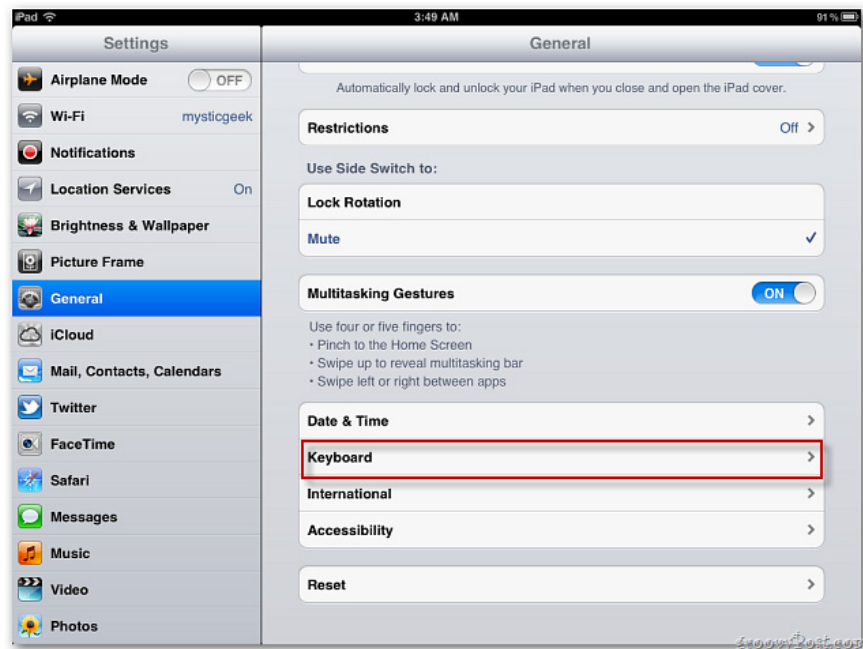 iPad
3:49 AM
91 %
Settings
General
Airplane Mode
OFF
Wi-Fi
mysticgeek
Notifications
Location Services
On
Brightness & Wallpaper
Picture Frame
General
iCloud
Mail, Contacts, Calendars
Twitter
FaceTime
Safari
Messages
Music
Video
Photos
Automatically lock and unlock your iPad when you close and open the iPad cover.
Restrictions
Off
Use Side Switch to:
Lock Rotation
Mute
Multitasking Gestures
ON
Use four or five fingers to:
• Pinch to the Home Screen
• Swipe up to reveal multitasking bar
• Swipe left or right between apps
Date & Time
Keyboard
International
Accessibility
Reset